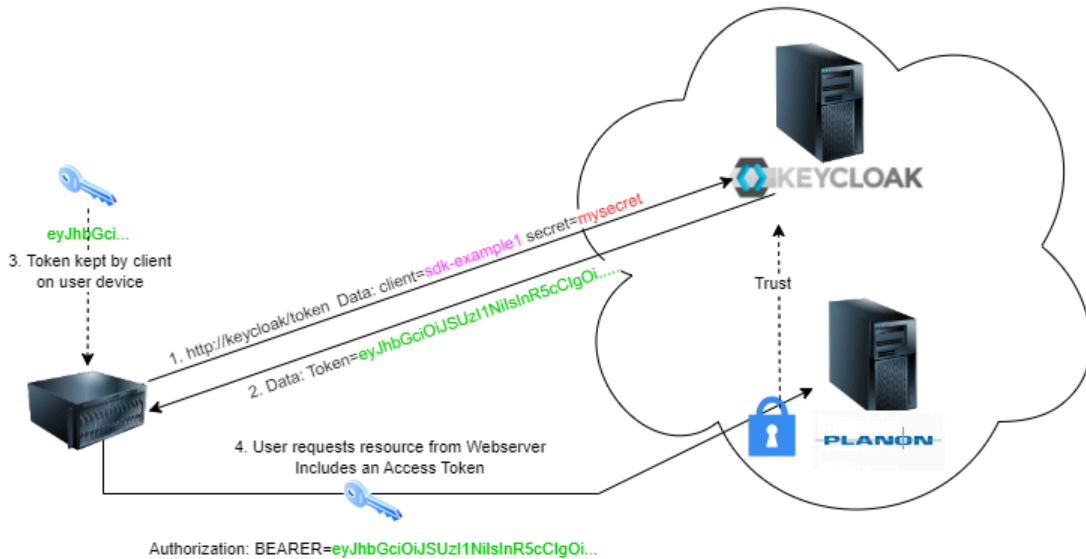 KEYCLOAK
eyJhbGci...
3. Token kept by client
on user device
1. http://keycloak/token  Data: client=sdk-example1 secret=mysecret
2. Data: Token=eyJhbGciOiJSUzI1NiIsInR5cCIgOi......
Trust
PLANON
4. User requests resource from Webserver
Includes an Access Token
Authorization: BEARER=eyJhbGciOiJSUzI1NiIsInR5cCIgOi...